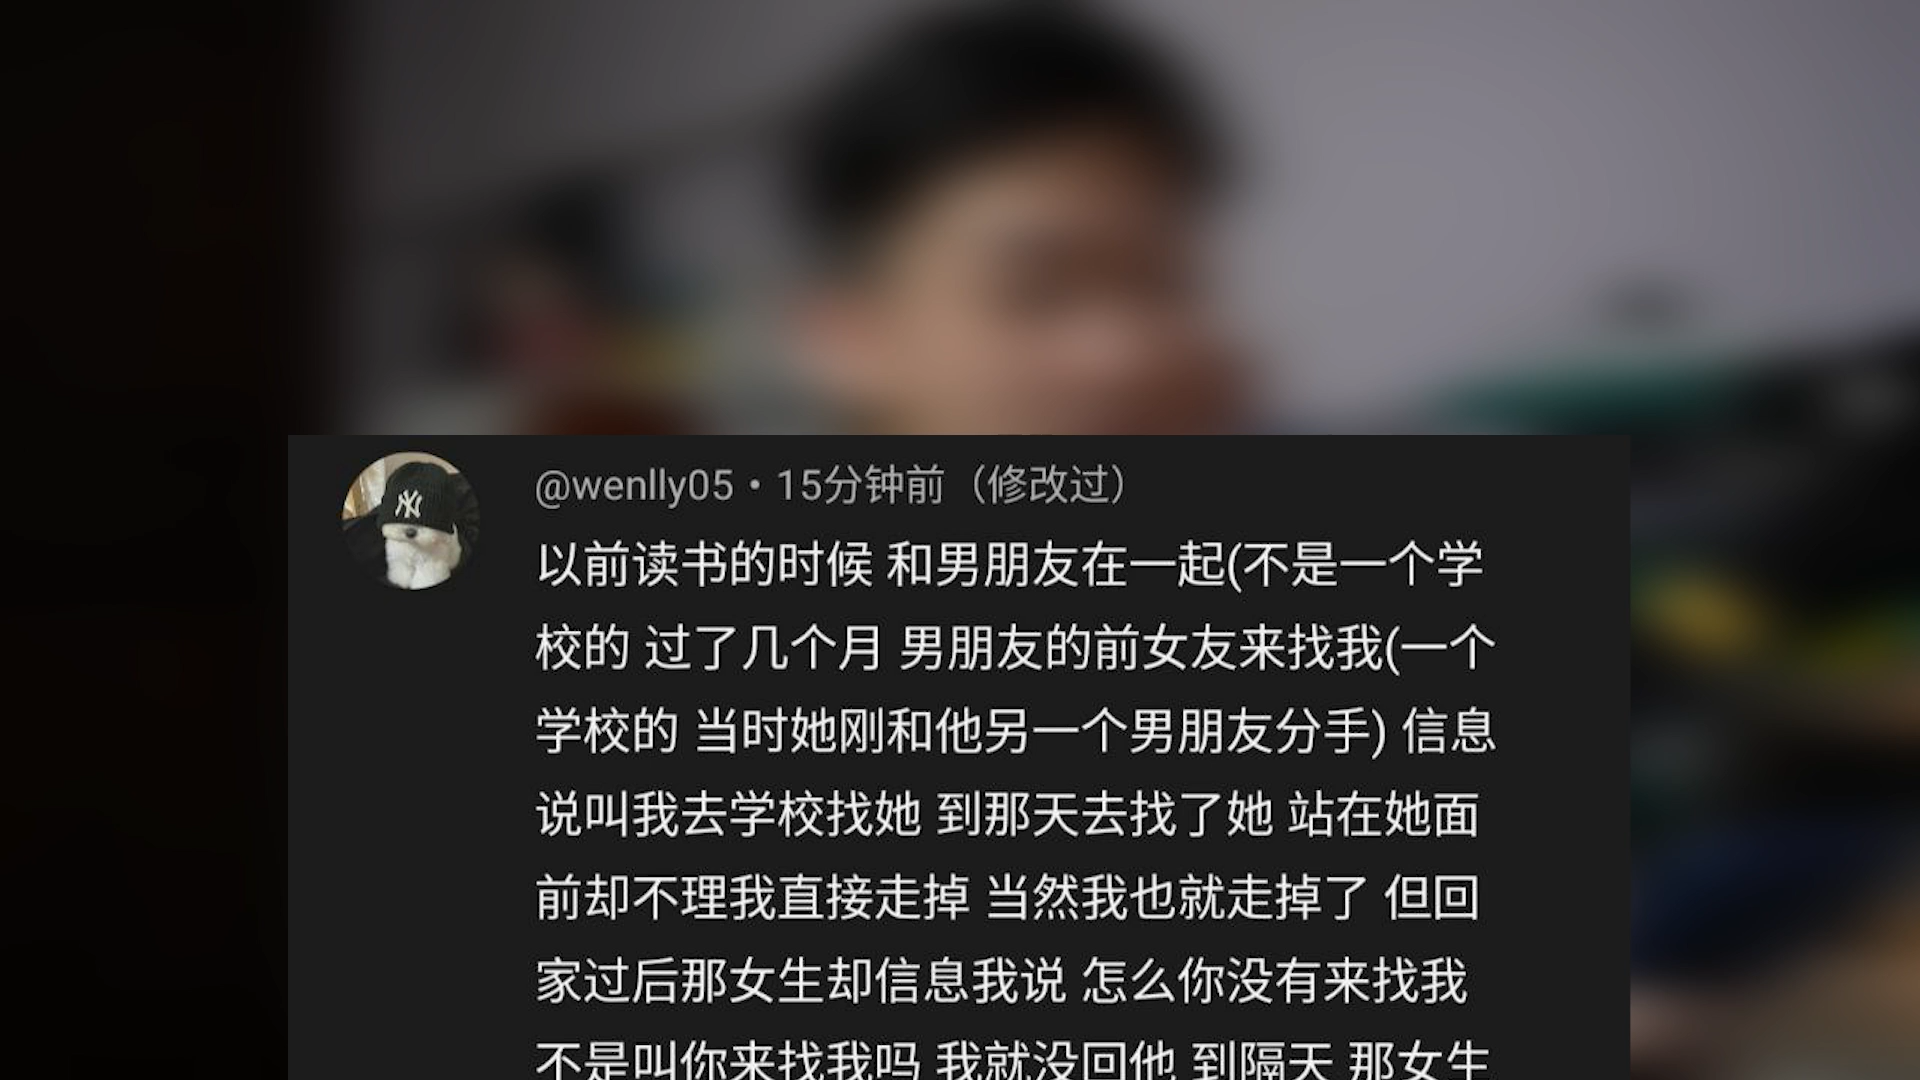 @wenlly05・15分钟前（修改过）
以前读书的时候 和男朋友在一起(不是一个学
校的 过了几个月 男朋友的前女友来找我(一个
学校的 当时她刚和他另一个男朋友分手) 信息
说叫我去学校找她 到那天去找了她 站在她面
前却不理我直接走掉 当然我也就走掉了 但回
家过后那女生却信息我说 怎么你没有来找我
不是叫你来找我吗 我就没回他 到隔天 那女生